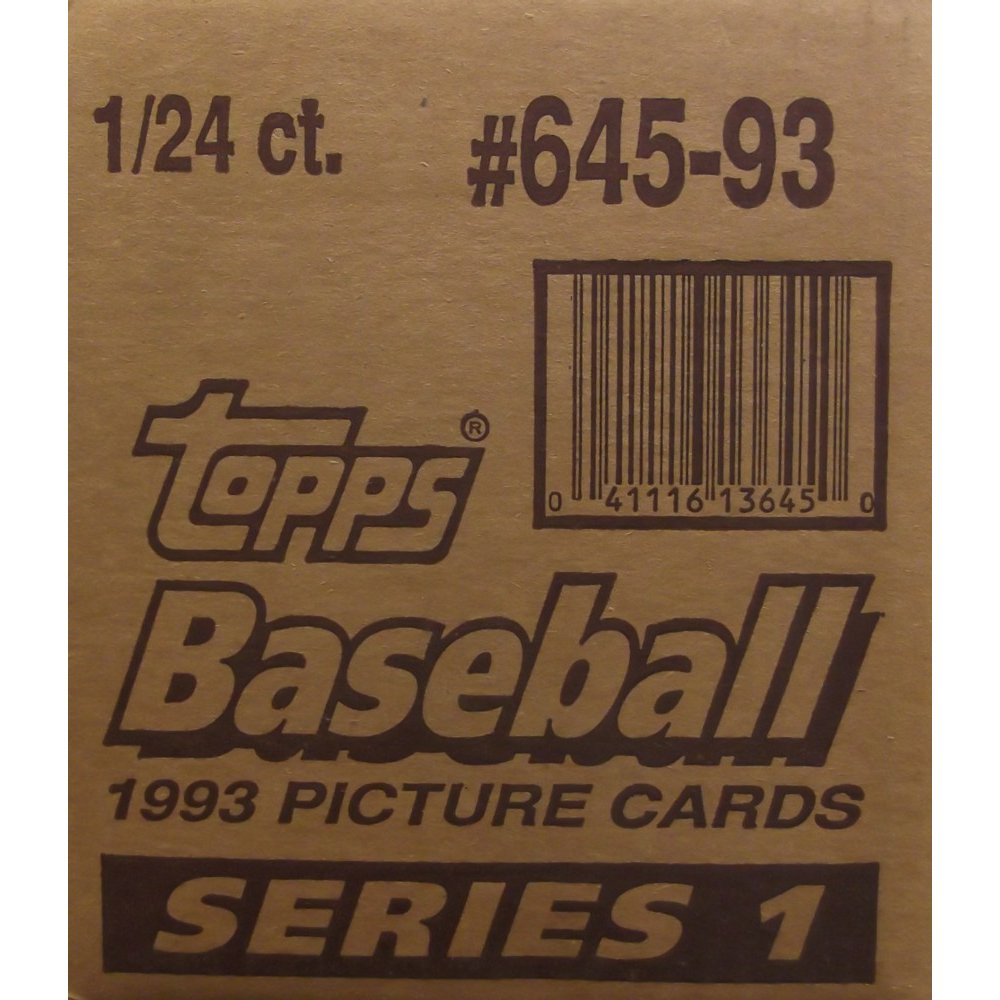 1/24 ct. #645-93
0 41116 13645 0
Topps®
Baseball
1993 PICTURE CARDS
SERIES 1